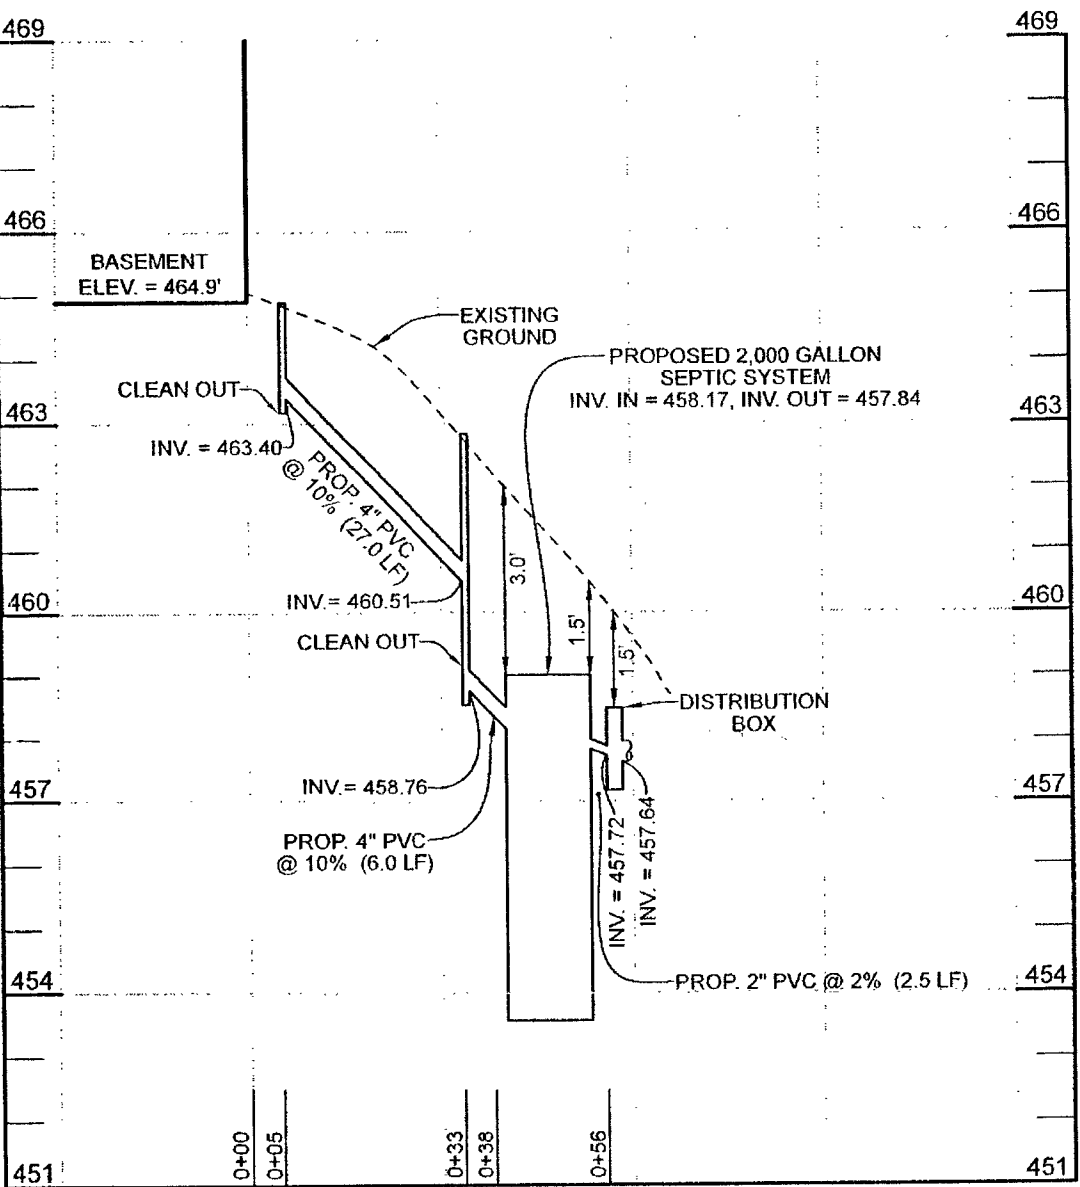 469
469
466
466
BASEMENT
ELEV. = 464.9'
EXISTING
GROUND
PROPOSED 2,000 GALLON
SEPTIC SYSTEM
INV. IN = 458.17, INV. OUT = 457.84
CLEAN OUT
463
463
INV. = 463.40
PROP. 4" PVC
@ 10% (27.0 LF)
3.0'
INV. = 460.51
460
460
1.5'
1.5'
CLEAN OUT
DISTRIBUTION
BOX
INV. = 458.76
457
457
PROP. 4" PVC
@ 10% (6.0 LF)
INV. = 457.72
INV. = 457.64
PROP. 2" PVC @ 2% (2.5 LF)
454
454
0+00
0+05
0+33
0+38
0+56
451
451